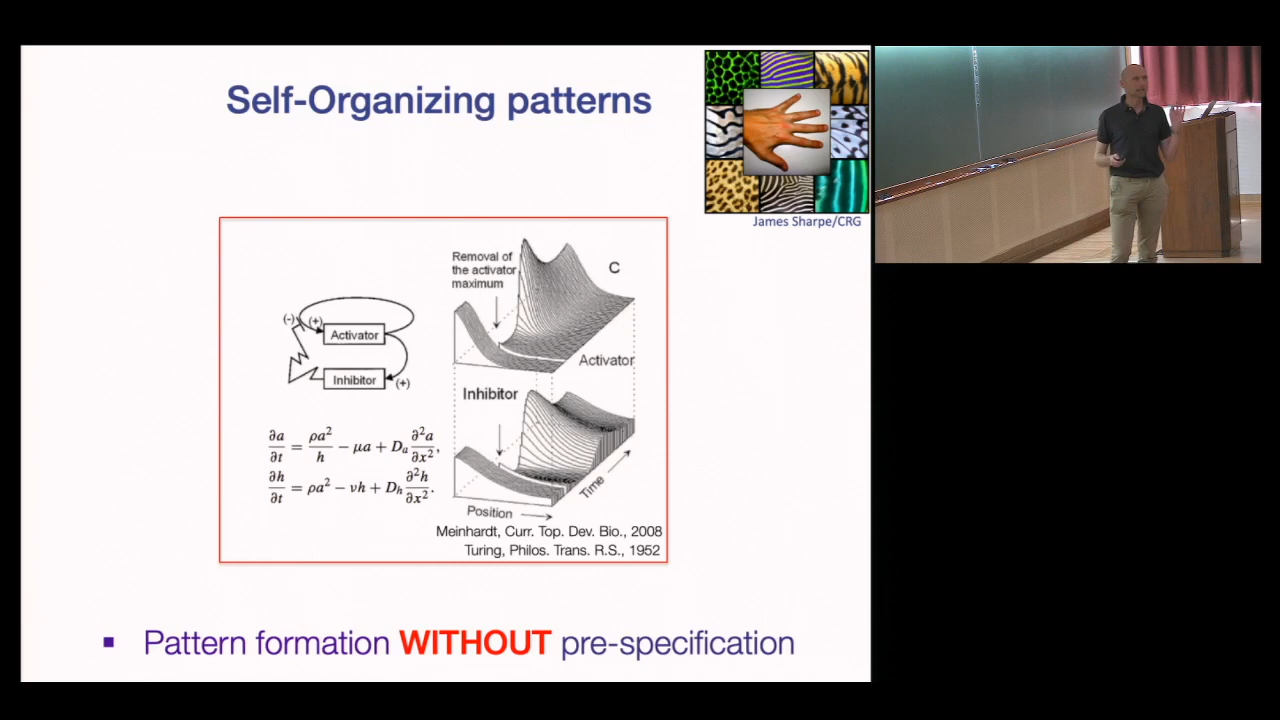 Self-Organizing patterns
James Sharpe/CRG
Removal of
the activator
maximum
C
(-)
(+)
Activator
Inhibitor
(+)
Activator
Inhibitor
∂a/∂t = ρa²/h − μa + Dₐ ∂²a/∂x²,
∂h/∂t = ρa² − νh + Dₕ ∂²h/∂x².
Time
Position
Meinhardt, Curr. Top. Dev. Bio., 2008
Turing, Philos. Trans. R.S., 1952
▪ Pattern formation WITHOUT pre-specification